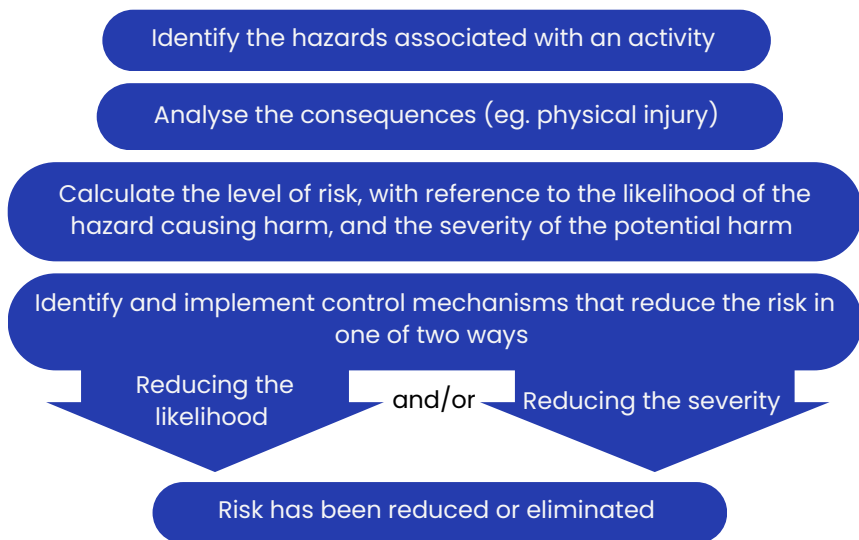 Identify the hazards associated with an activity
Analyse the consequences (eg. physical injury)
Calculate the level of risk, with reference to the likelihood of the
hazard causing harm, and the severity of the potential harm
Identify and implement control mechanisms that reduce the risk in
one of two ways
Reducing the
likelihood
and/or
Reducing the severity
Risk has been reduced or eliminated